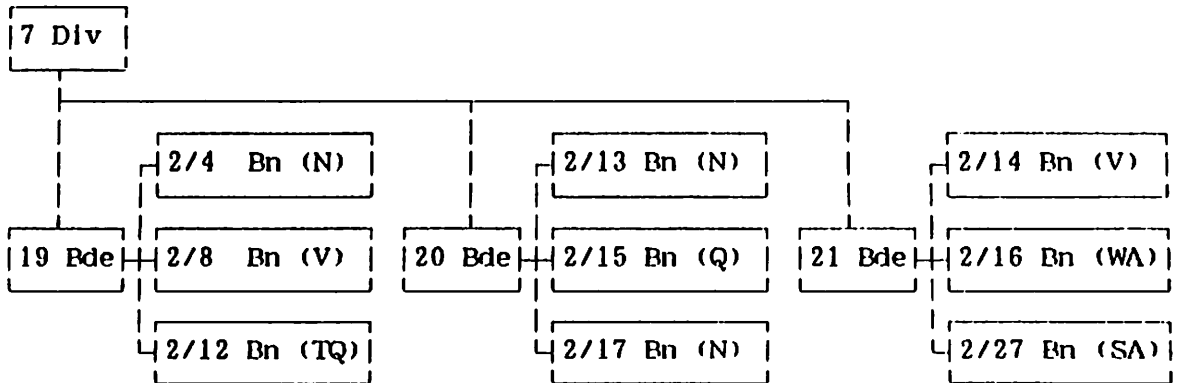 7 Div
2/4 Bn (N)
2/13 Bn (N)
2/14 Bn (V)
19 Bde
2/8 Bn (V)
20 Bde
2/15 Bn (Q)
21 Bde
2/16 Bn (WA)
2/12 Bn (TQ)
2/17 Bn (N)
2/27 Bn (SA)